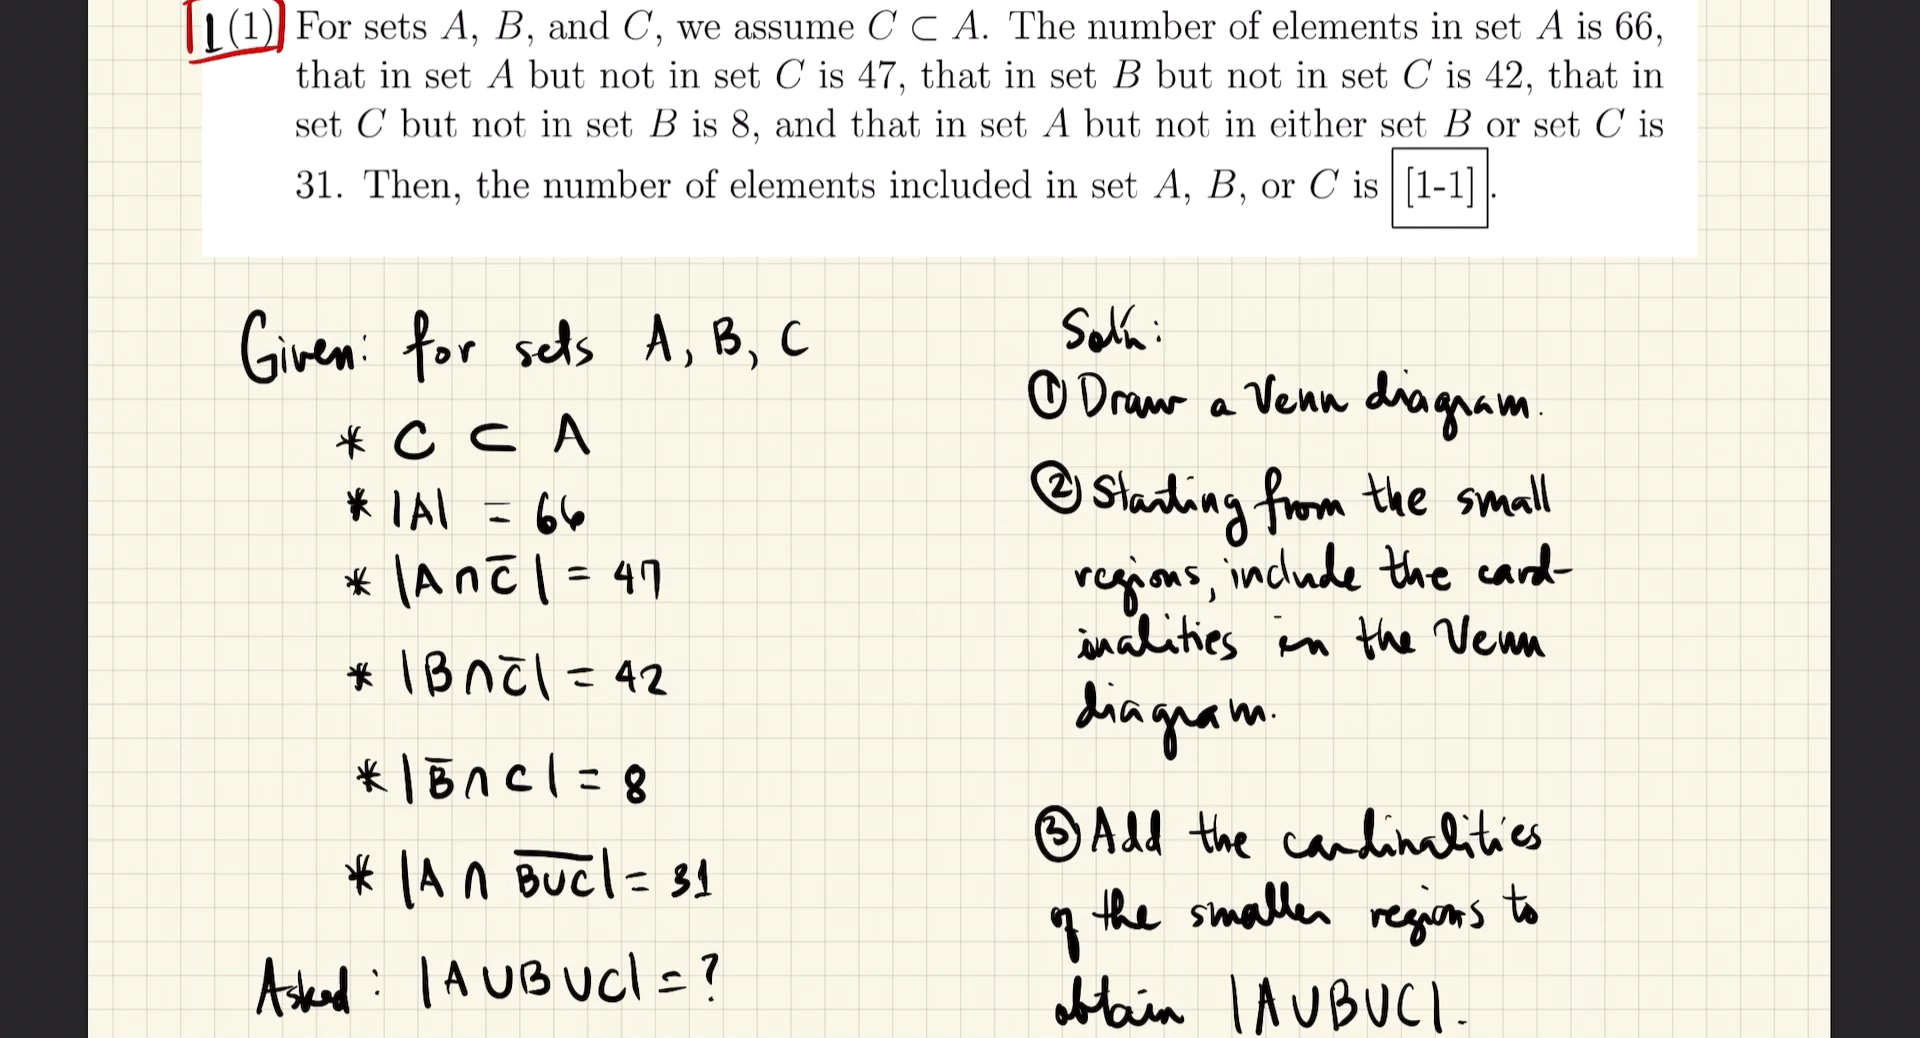 1(1) For sets A, B, and C, we assume C ⊂ A. The number of elements in set A is 66,
that in set A but not in set C is 47, that in set B but not in set C is 42, that in
set C but not in set B is 8, and that in set A but not in either set B or set C is
31. Then, the number of elements included in set A, B, or C is [1-1].
Given: for sets A, B, C
* C ⊂ A
* |A| = 66
* |A∩C̅| = 47
* |B∩C̅| = 42
* |B̅∩C| = 8
* |A ∩ B̅U̅C̅| = 31
Asked: |A∪B∪C| = ?
Soln:
① Draw a Venn diagram.
② Starting from the small
regions, include the card-
inalities in the Venn
diagram.
③ Add the cardinalities
of the smaller regions to
obtain |A∪B∪C|.